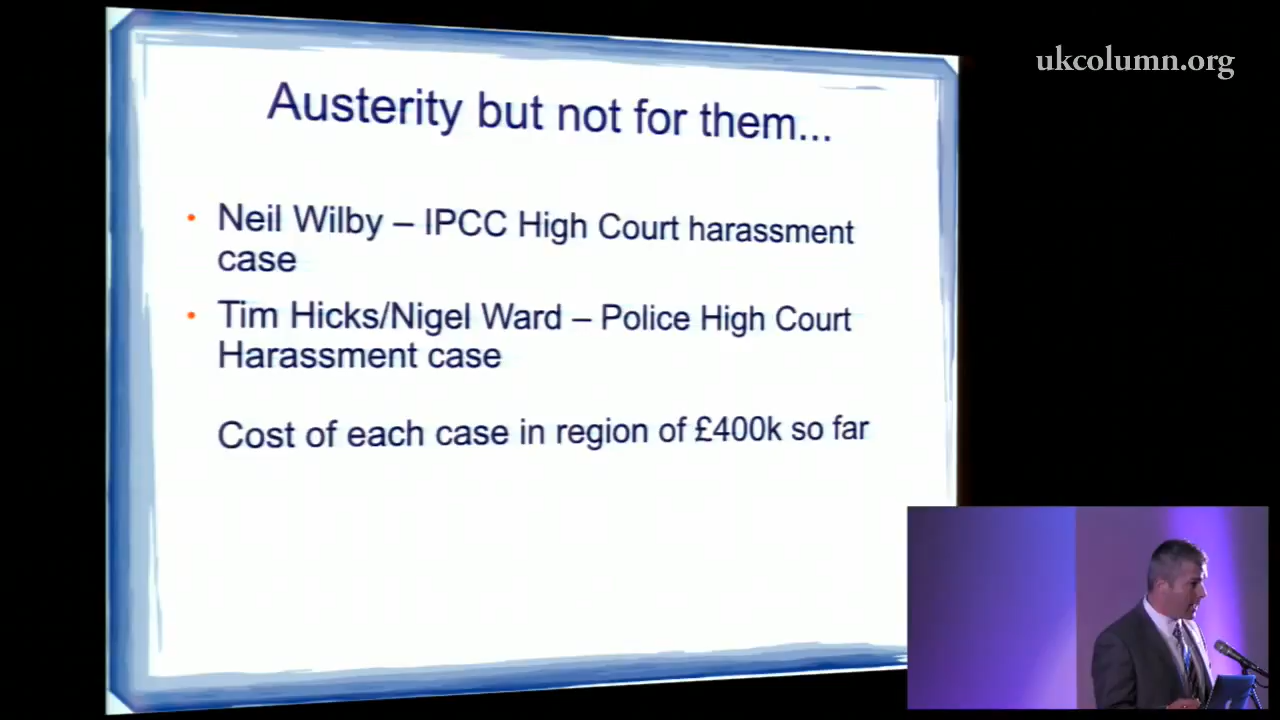 ukcolumn.org
Austerity but not for them...
• Neil Wilby – IPCC High Court harassment
case
• Tim Hicks/Nigel Ward – Police High Court
Harassment case
Cost of each case in region of £400k so far